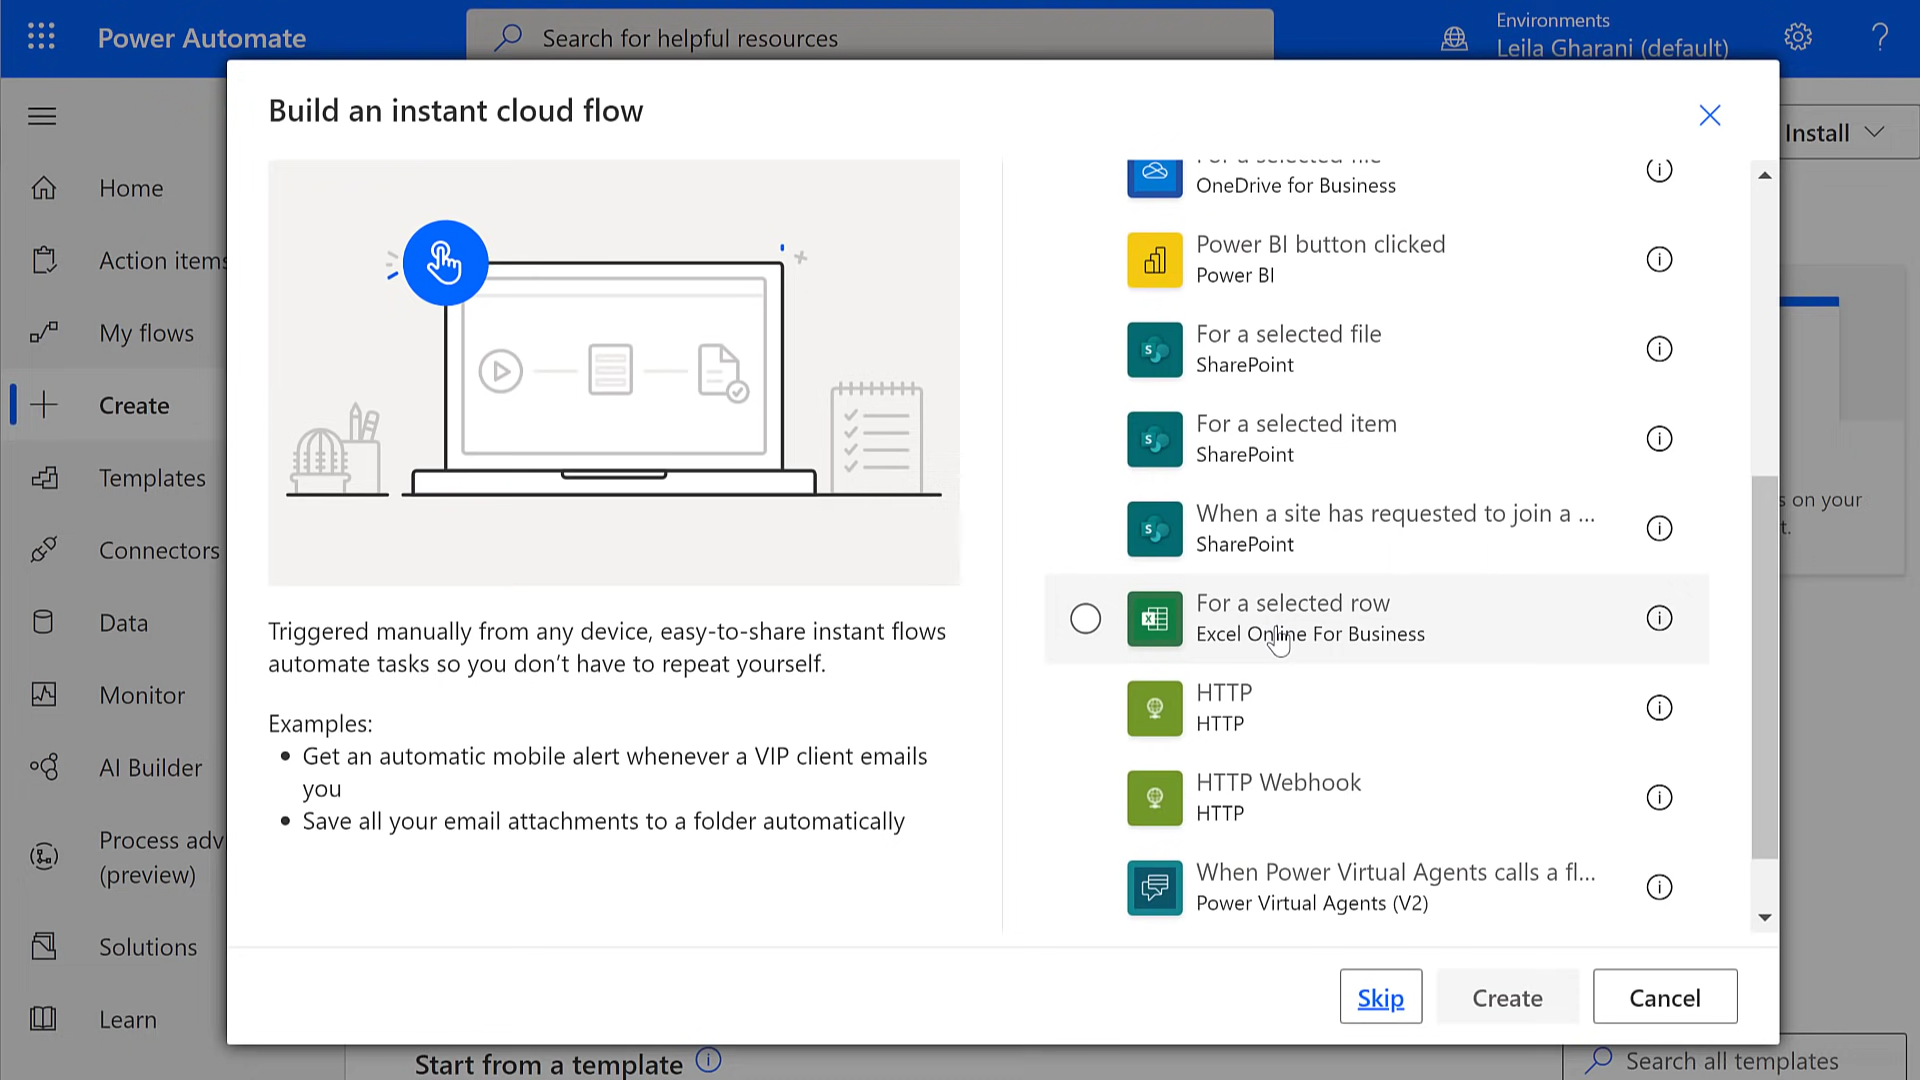 Power Automate
Search for helpful resources
Environments
Leila Gharani (default)
Build an instant cloud flow
Install
Home
Action items
My flows
Create
Templates
Connectors
Data
Monitor
AI Builder
Process adv
(preview)
Solutions
Learn
Triggered manually from any device, easy-to-share instant flows
automate tasks so you don’t have to repeat yourself.
Examples:
• Get an automatic mobile alert whenever a VIP client emails
you
• Save all your email attachments to a folder automatically
For a selected file
OneDrive for Business
Power BI button clicked
Power BI
For a selected file
SharePoint
For a selected item
SharePoint
When a site has requested to join a ...
SharePoint
For a selected row
Excel Online For Business
HTTP
HTTP
HTTP Webhook
HTTP
When Power Virtual Agents calls a fl...
Power Virtual Agents (V2)
s on your
t.
Skip
Create
Cancel
Start from a template
Search all templates